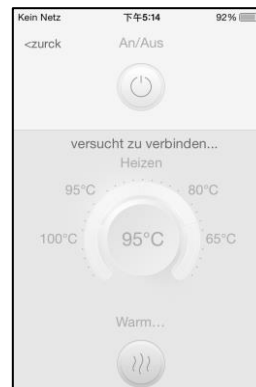 Kein Netz 下午5:14 92%
<zurck An/Aus
versucht zu verbinden...
Heizen
95°C 80°C
100°C 95°C 65°C
Warm...